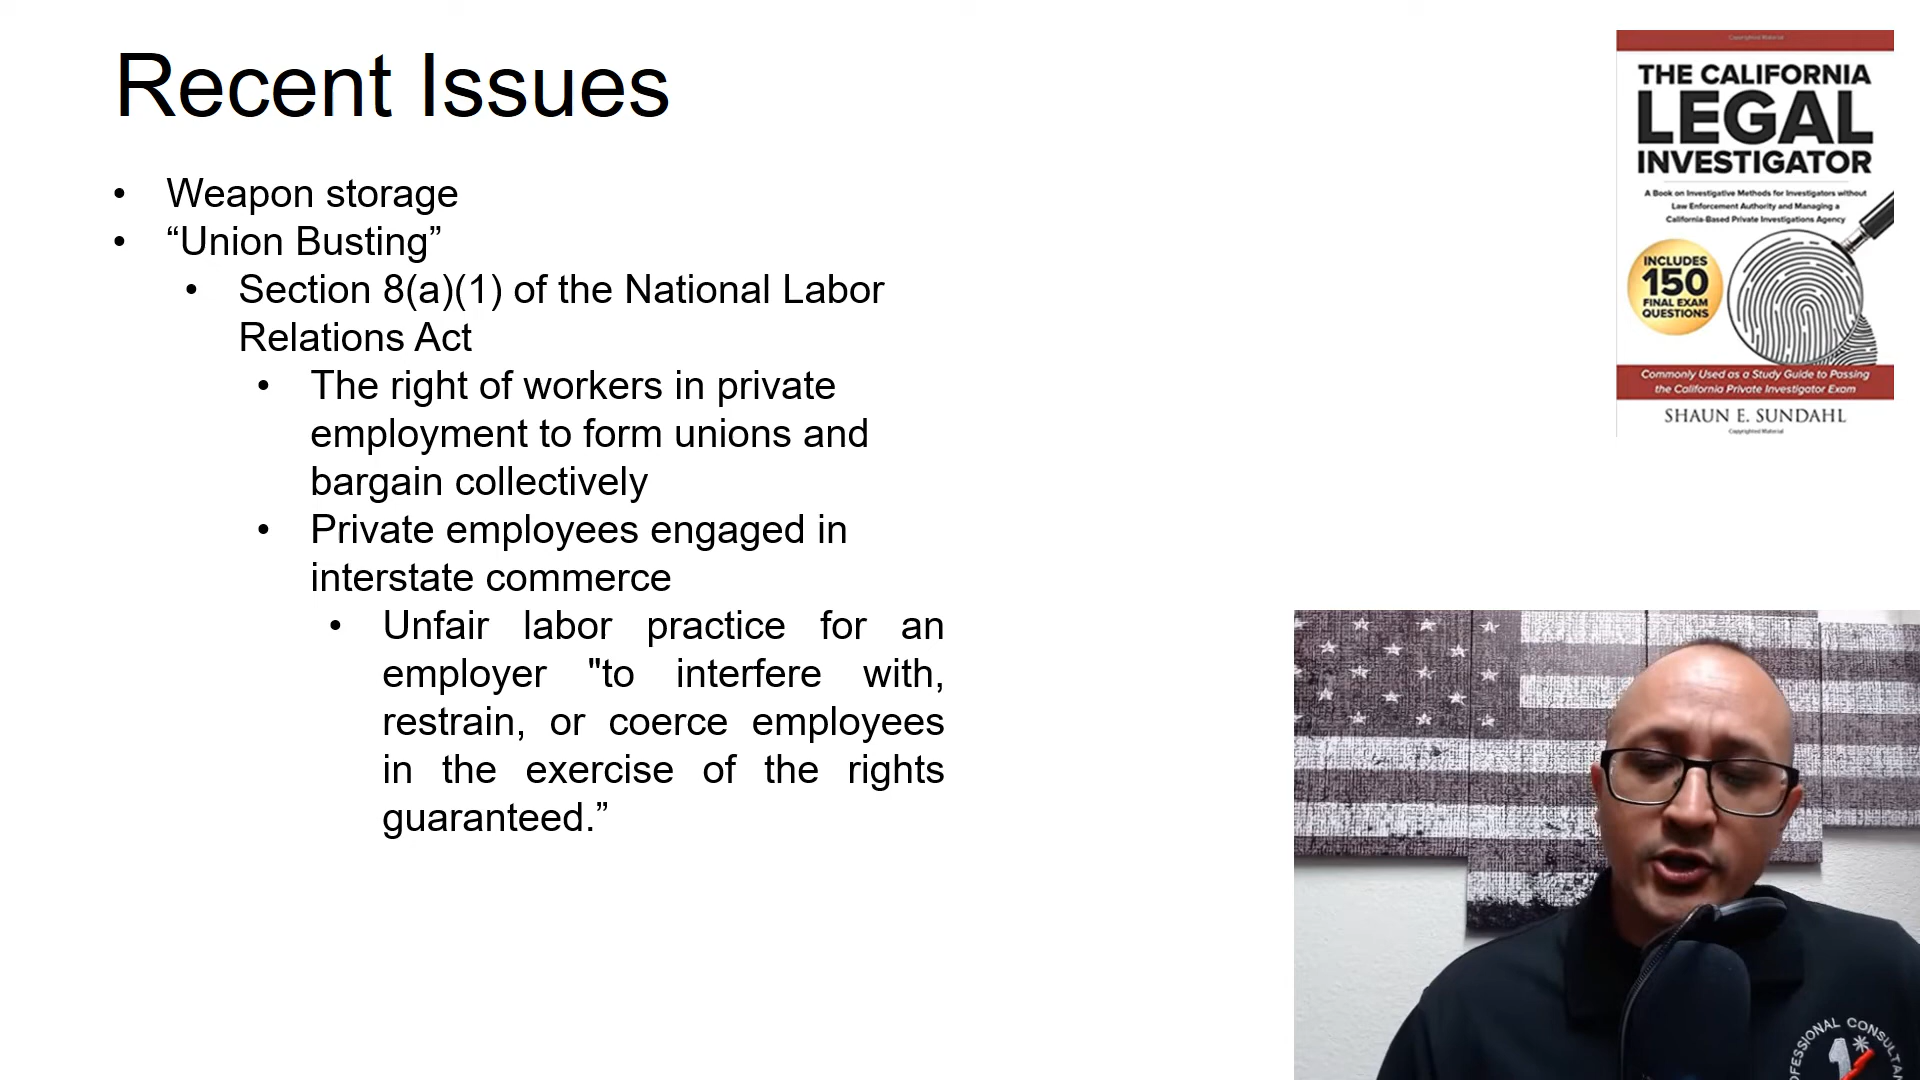 Recent Issues
• Weapon storage
• “Union Busting”
• Section 8(a)(1) of the National Labor
Relations Act
• The right of workers in private
employment to form unions and
bargain collectively
• Private employees engaged in
interstate commerce
• Unfair labor practice for an
employer "to interfere with,
restrain, or coerce employees
in the exercise of the rights
guaranteed.”
Copyrighted Material
THE CALIFORNIA
LEGAL
INVESTIGATOR
A Book on Investigative Methods for Investigators without
Law Enforcement Authority and Managing a
California-Based Private Investigations Agency
INCLUDES
150
FINAL EXAM
QUESTIONS
Commonly Used as a Study Guide to Passing
the California Private Investigator Exam
SHAUN E. SUNDAHL
Copyrighted Material